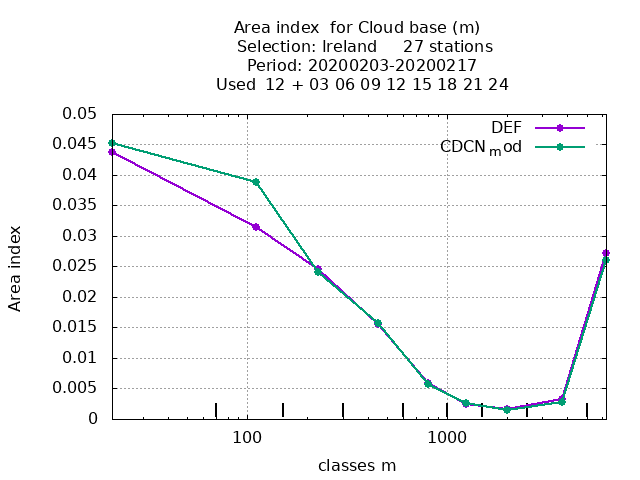 Area index  for Cloud base (m)
Selection: Ireland     27 stations
Period: 20200203-20200217
Used  12 + 03 06 09 12 15 18 21 24
0.05
DEF
CDCNmod
0.045
0.04
0.035
0.03
0.025
0.02
0.015
0.01
0.005
0
Area index
100
1000
classes m